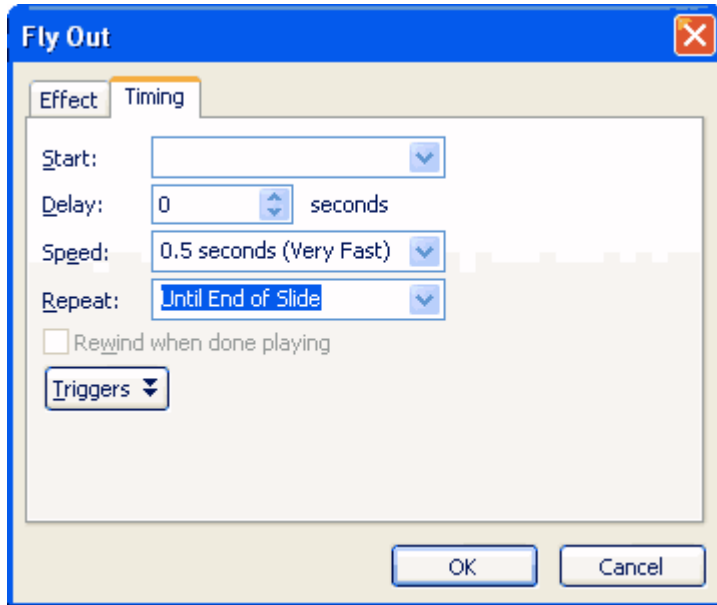 Fly Out
Effect Timing
Start:
Delay: 0 seconds
Speed: 0.5 seconds (Very Fast)
Repeat: Until End of Slide
Rewind when done playing
Triggers
OK Cancel